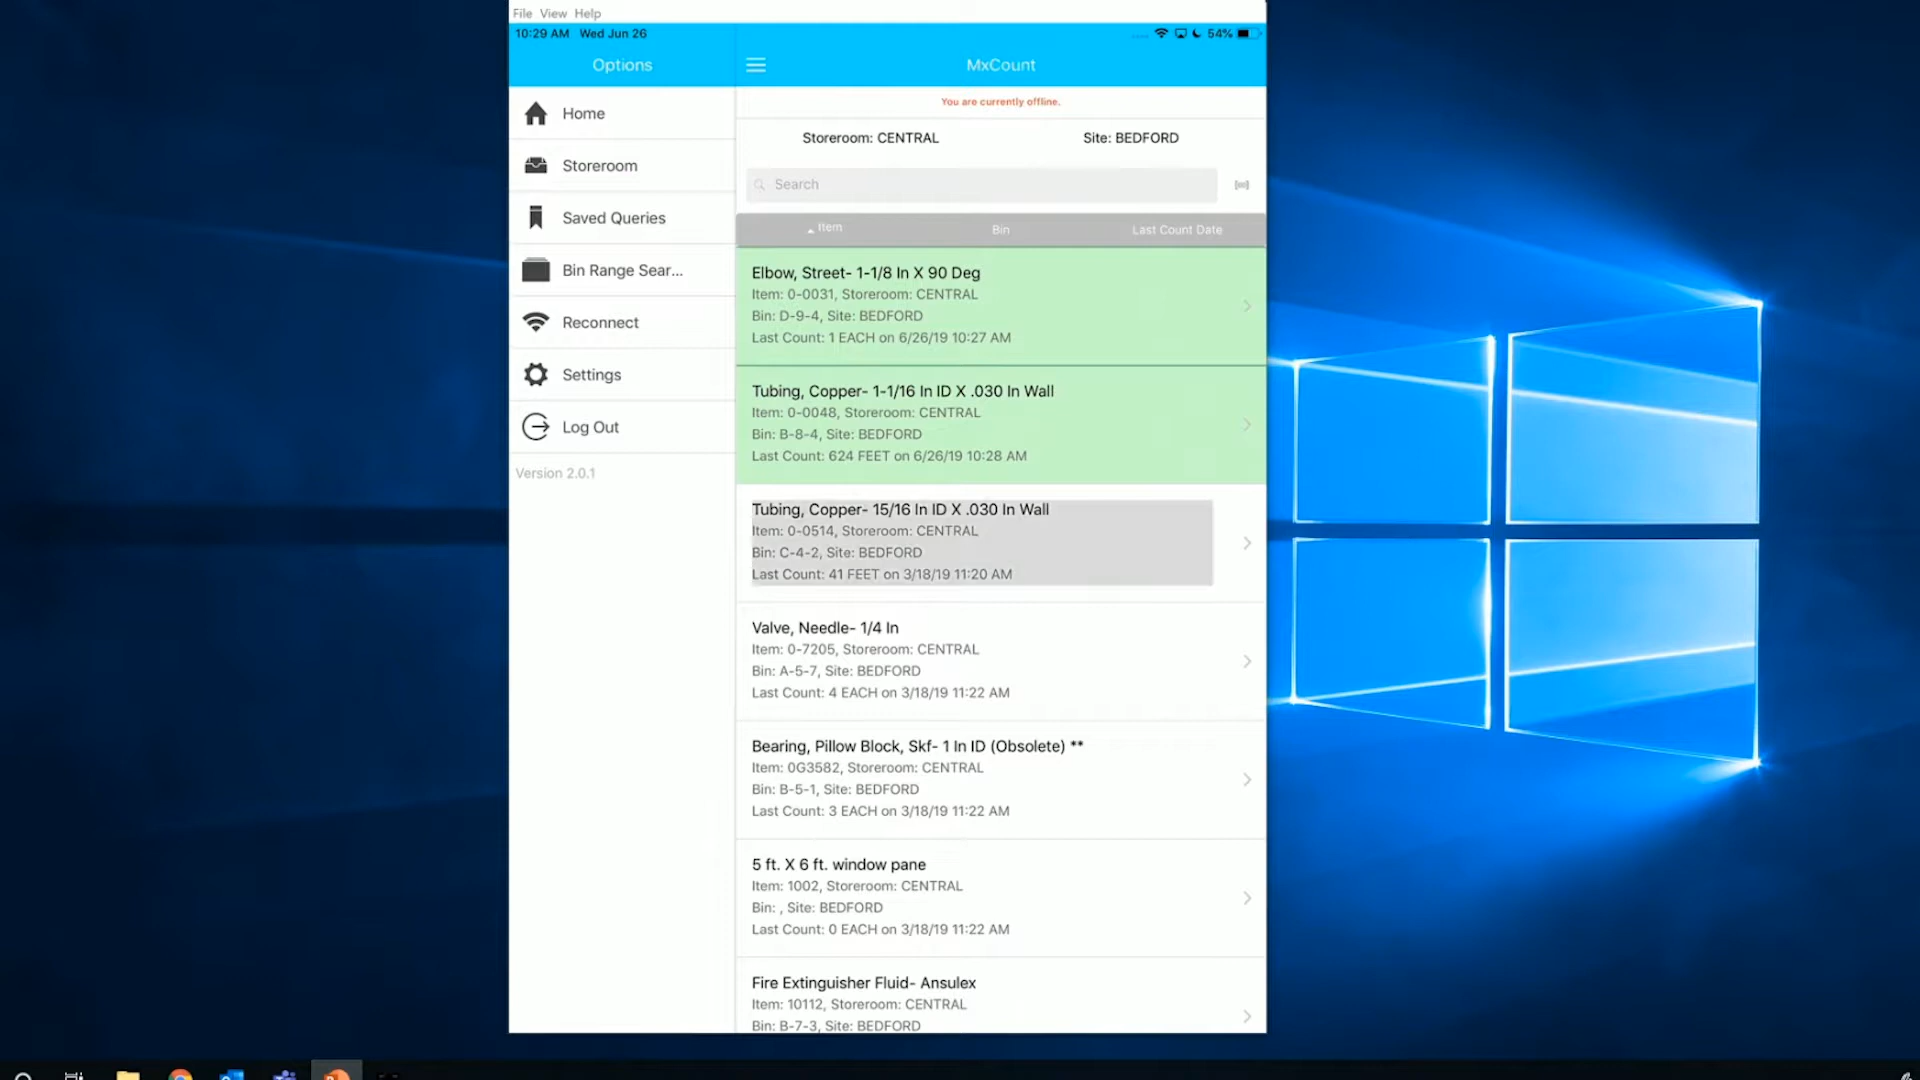 File View Help
10:29 AM Wed Jun 26
54%
Options
MxCount
Home
Storeroom
Saved Queries
Bin Range Sear...
Reconnect
Settings
Log Out
Version 2.0.1
You are currently offline.
Storeroom: CENTRAL
Site: BEDFORD
Search
Item
Bin
Last Count Date
Elbow, Street- 1-1/8 In X 90 Deg
Item: 0-0031, Storeroom: CENTRAL
Bin: D-9-4, Site: BEDFORD
Last Count: 1 EACH on 6/26/19 10:27 AM
Tubing, Copper- 1-1/16 In ID X .030 In Wall
Item: 0-0048, Storeroom: CENTRAL
Bin: B-8-4, Site: BEDFORD
Last Count: 624 FEET on 6/26/19 10:28 AM
Tubing, Copper- 15/16 In ID X .030 In Wall
Item: 0-0514, Storeroom: CENTRAL
Bin: C-4-2, Site: BEDFORD
Last Count: 41 FEET on 3/18/19 11:20 AM
Valve, Needle- 1/4 In
Item: 0-7205, Storeroom: CENTRAL
Bin: A-5-7, Site: BEDFORD
Last Count: 4 EACH on 3/18/19 11:22 AM
Bearing, Pillow Block, Skf- 1 In ID (Obsolete) **
Item: 0G3582, Storeroom: CENTRAL
Bin: B-5-1, Site: BEDFORD
Last Count: 3 EACH on 3/18/19 11:22 AM
5 ft. X 6 ft. window pane
Item: 1002, Storeroom: CENTRAL
Bin: , Site: BEDFORD
Last Count: 0 EACH on 3/18/19 11:22 AM
Fire Extinguisher Fluid- Ansulex
Item: 10112, Storeroom: CENTRAL
Bin: B-7-3, Site: BEDFORD